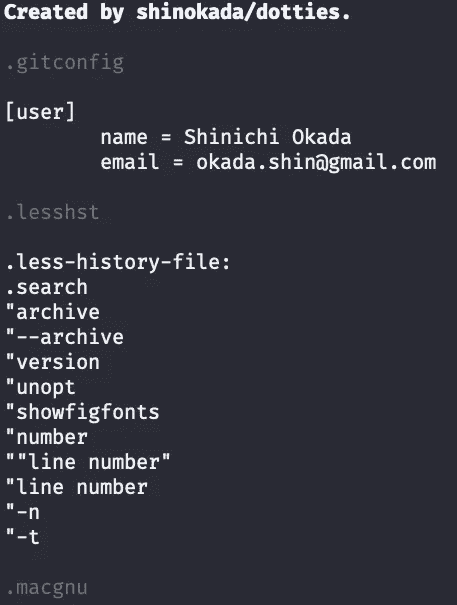 Created by shinokada/dotties.
.gitconfig
[user]
name = Shinichi Okada
email = okada.shin@gmail.com
.lesshst
.less-history-file:
.search
"archive
"--archive
"version
"unopt
"showfigfonts
"number
""line number"
"line number
"-n
"-t
.macgnu